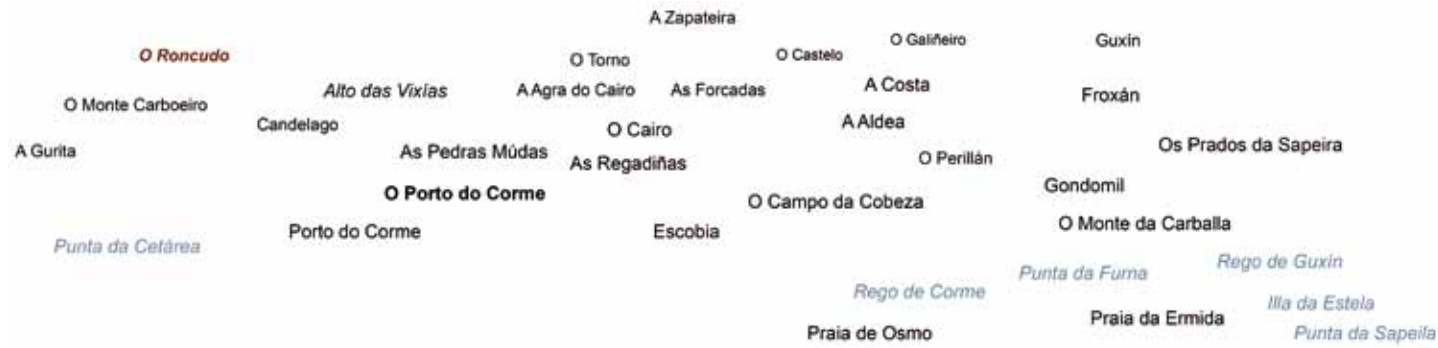 A Zapateira
O Galiñeiro
Guxín
O Roncudo
O Castelo
O Torno
A Costa
Alto das Vixías
A Agra do Cairo
As Forcadas
Froxán
O Monte Carboeiro
Candelago
O Cairo
A Aldea
Os Prados da Sapeira
A Gurita
As Pedras Múdas
As Regadiñas
O Perillán
Gondomil
O Porto do Corme
O Campo da Cobeza
O Monte da Carballa
Porto do Corme
Escobia
Punta da Cetárea
Rego de Guxín
Punta da Furna
Rego de Corme
Illa da Estela
Praia da Ermida
Praia de Osmo
Punta da Sapeila